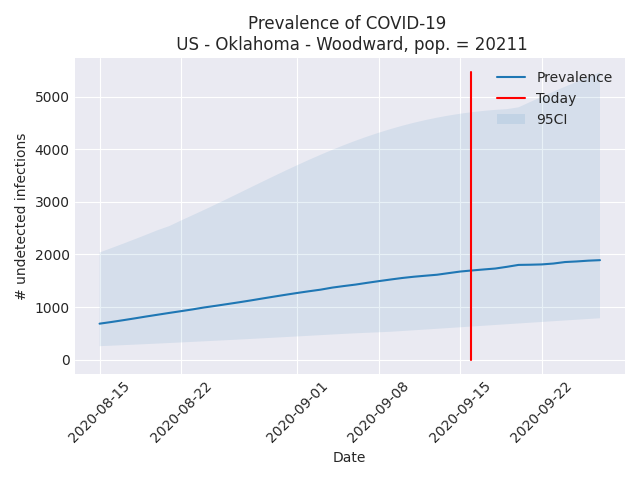 Prevalence of COVID-19
US - Oklahoma - Woodward, pop. = 20211
Prevalence
Today
95CI
# undetected infections
5000
4000
3000
2000
1000
0
2020-08-15
2020-08-22
2020-09-01
2020-09-08
2020-09-15
2020-09-22
Date